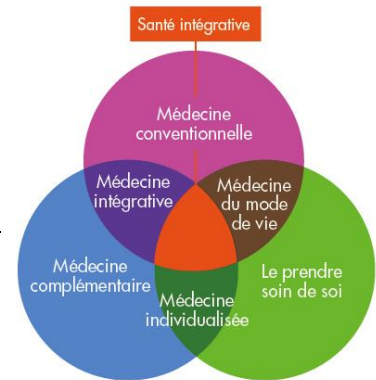 Santé intégrative
Médecine
conventionnelle
Médecine
intégrative
Médecine
du mode
de vie
Médecine
complémentaire
Le prendre
soin de soi
Médecine
individualisée